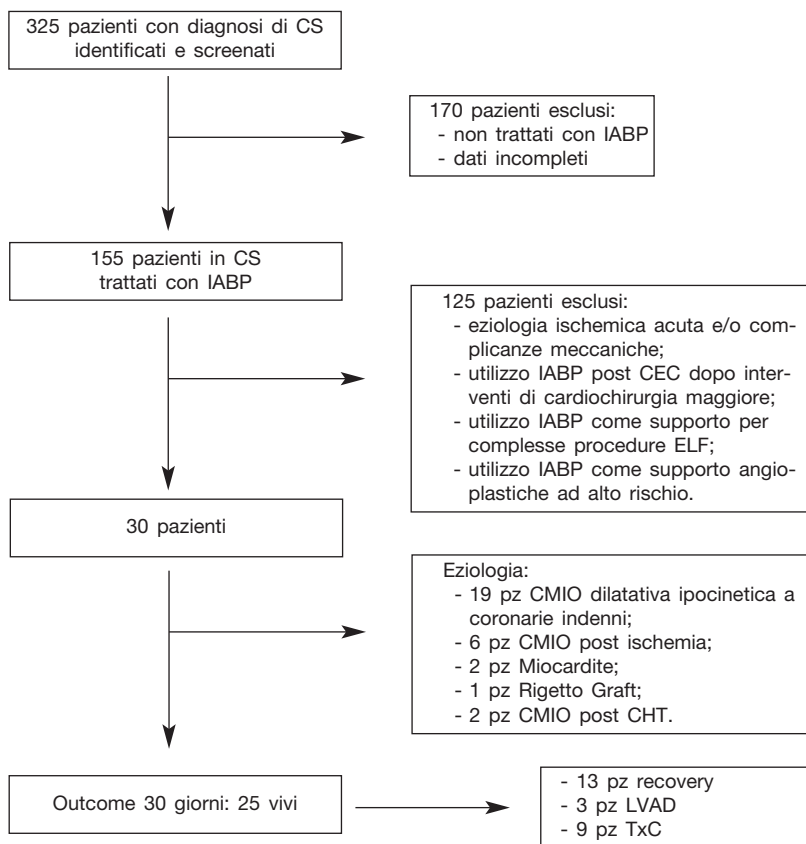 325 pazienti con diagnosi di CS
identificati e screenati
170 pazienti esclusi:
- non trattati con IABP
- dati incompleti
155 pazienti in CS
trattati con IABP
125 pazienti esclusi:
- eziologia ischemica acuta e/o com-
plicanze meccaniche;
- utilizzo IABP post CEC dopo inter-
venti di cardiochirurgia maggiore;
- utilizzo IABP come supporto per
complesse procedure ELF;
- utilizzo IABP come supporto angio-
plastiche ad alto rischio.
30 pazienti
Eziologia:
- 19 pz CMIO dilatativa ipocinetica a
coronarie indenni;
- 6 pz CMIO post ischemia;
- 2 pz Miocardite;
- 1 pz Rigetto Graft;
- 2 pz CMIO post CHT.
Outcome 30 giorni: 25 vivi
- 13 pz recovery
- 3 pz LVAD
- 9 pz TxC